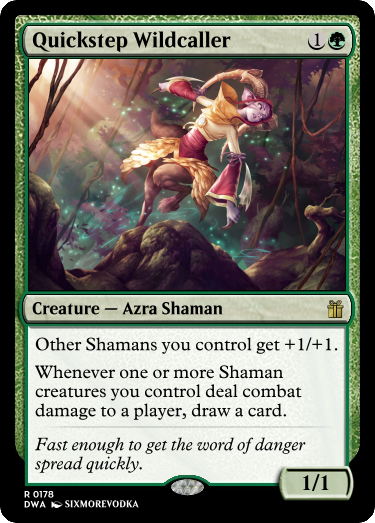 Quickstep Wildcaller 1
Creature — Azra Shaman
Other Shamans you control get +1/+1.
Whenever one or more Shaman
creatures you control deal combat
damage to a player, draw a card.
Fast enough to get the word of danger
spread quickly.
1/1
R 0178
DWA SIXMOREVODKA